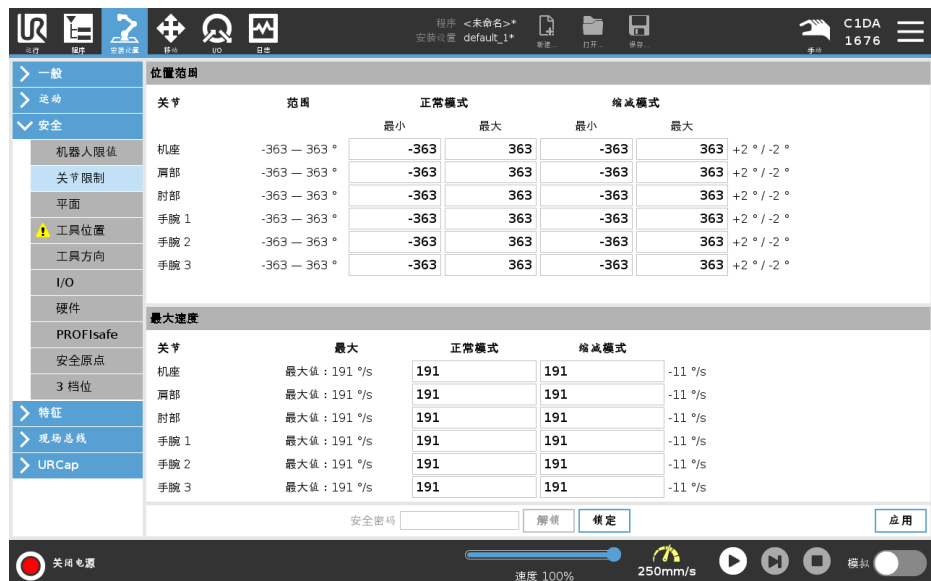 UR
程序 <未命名>*
安装设置 default_1*
C1DA
1676
运行 程序 安装设置 移动 I/O 日志 新建... 打开... 保存... 手动
一般
运动
安全
机器人限值
关节限制
平面
工具位置
工具方向
I/O
硬件
PROFIsafe
安全原点
3 档位
特征
现场总线
URCap
位置范围
关节 范围 正常模式 缩减模式
最小 最大 最小 最大
机座 -363 — 363 ° -363 363 -363 363 +2 ° / -2 °
肩部 -363 — 363 ° -363 363 -363 363 +2 ° / -2 °
肘部 -363 — 363 ° -363 363 -363 363 +2 ° / -2 °
手腕 1 -363 — 363 ° -363 363 -363 363 +2 ° / -2 °
手腕 2 -363 — 363 ° -363 363 -363 363 +2 ° / -2 °
手腕 3 -363 — 363 ° -363 363 -363 363 +2 ° / -2 °
最大速度
关节 最大 正常模式 缩减模式
机座 最大值：191 °/s 191 191 -11 °/s
肩部 最大值：191 °/s 191 191 -11 °/s
肘部 最大值：191 °/s 191 191 -11 °/s
手腕 1 最大值：191 °/s 191 191 -11 °/s
手腕 2 最大值：191 °/s 191 191 -11 °/s
手腕 3 最大值：191 °/s 191 191 -11 °/s
安全密码 解锁 锁定 应用
关闭电源 速度 100% 250mm/s 模拟